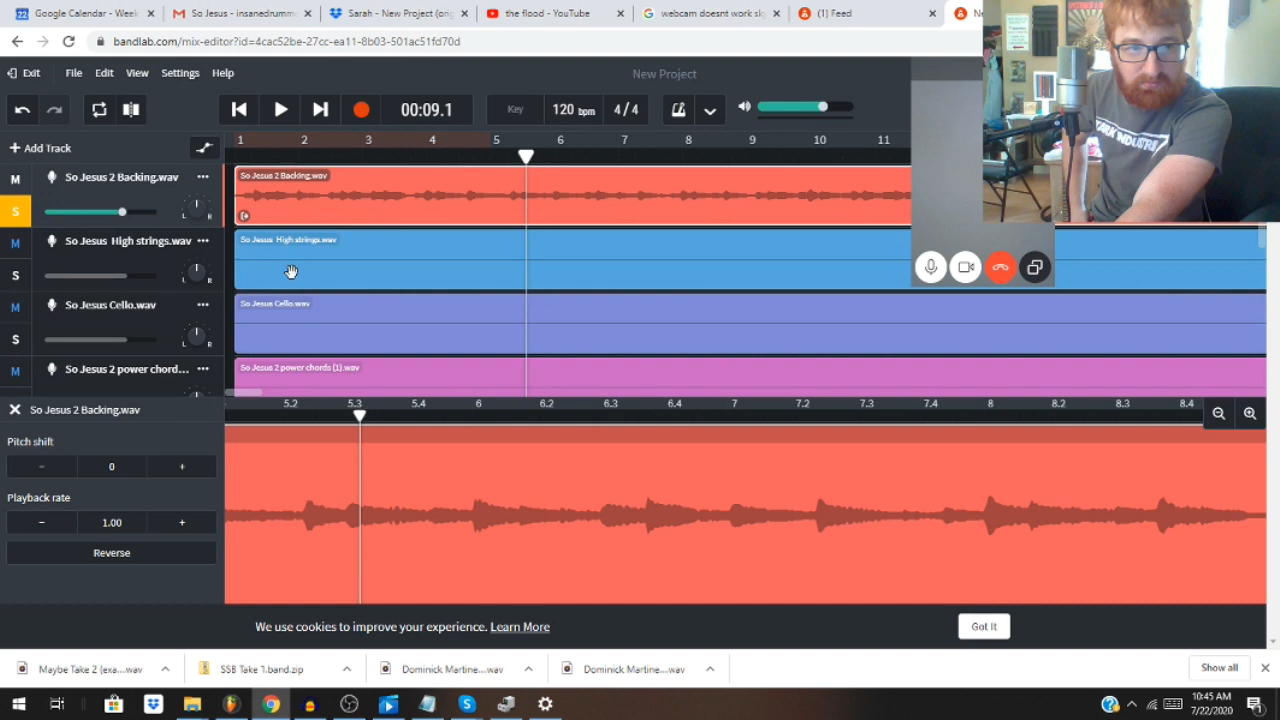 Google Calendar - Week
So Jesus - insanedrumme
Sarah - New Project (orig
the flood - YouTube
webcam doesnt work sky
(1) Feed
Ne
bandlab.com/mix-editor?id=4cac52be-2fcc-ea11-8b03-501ac51fd70d
Exit File Edit View Settings Help New Project
00:09.1 Key 120 bpm 4/4
Add Track 1 2 3 4 5 6 7 8 9 10 11
M So Jesus 2 Backing.wav ... So Jesus 2 Backing.wav
S L R
M So Jesus High strings.wav ... So Jesus High strings.wav
S L R
M So Jesus Cello.wav ... So Jesus Cello.wav
S L R
M So Jesus 2 power chord... ... So Jesus 2 power chords (1).wav
So Jesus 2 Backing.wav 5.2 5.3 5.4 6 6.2 6.3 6.4 7 7.2 7.3 7.4 8 8.2 8.3 8.4
Pitch shift
− 0 +
Playback rate
− 1.00 +
Reverse
We use cookies to improve your experience. Learn More Got It
Maybe Take 2 (exa....wav SSB Take 1.band.zip Dominick Martine....wav Dominick Martine....wav Show all
10:45 AM
7/22/2020
STARK INDUSTRIES